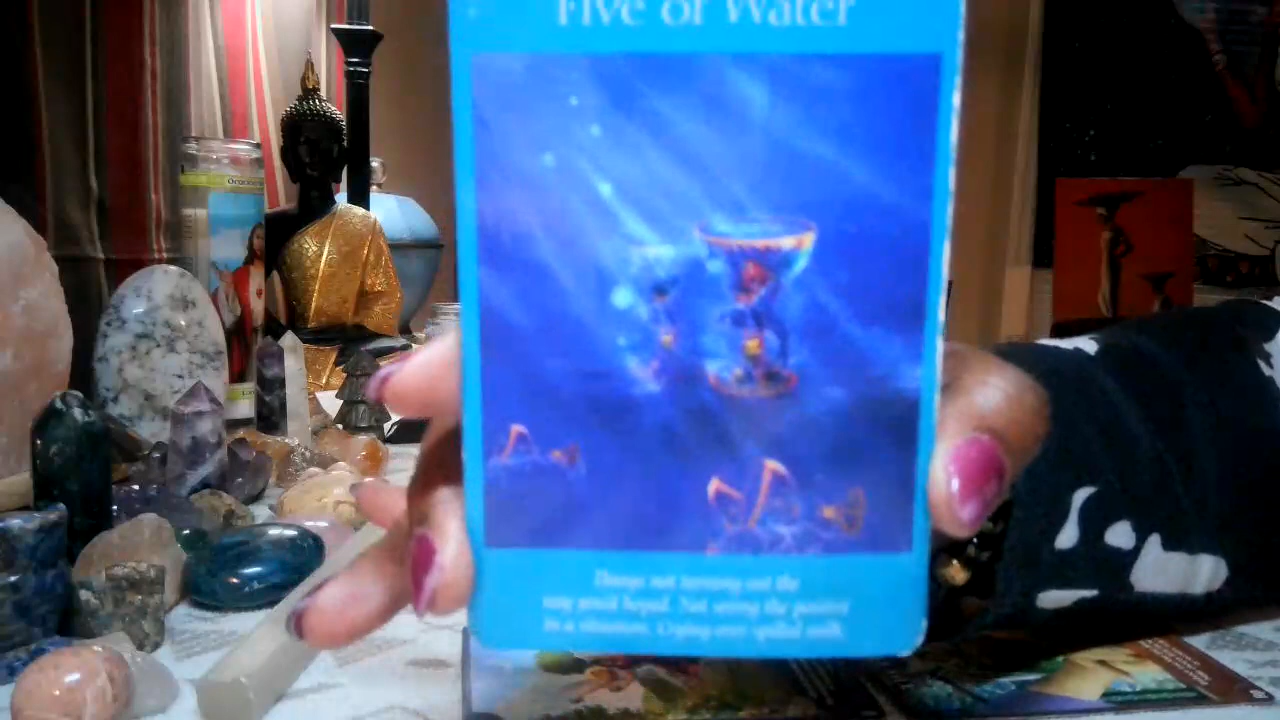 Five of Water
Oracion
Things not turning out the
way you'd hoped. Not seeing the positive
in a situation. Crying over spilled milk.